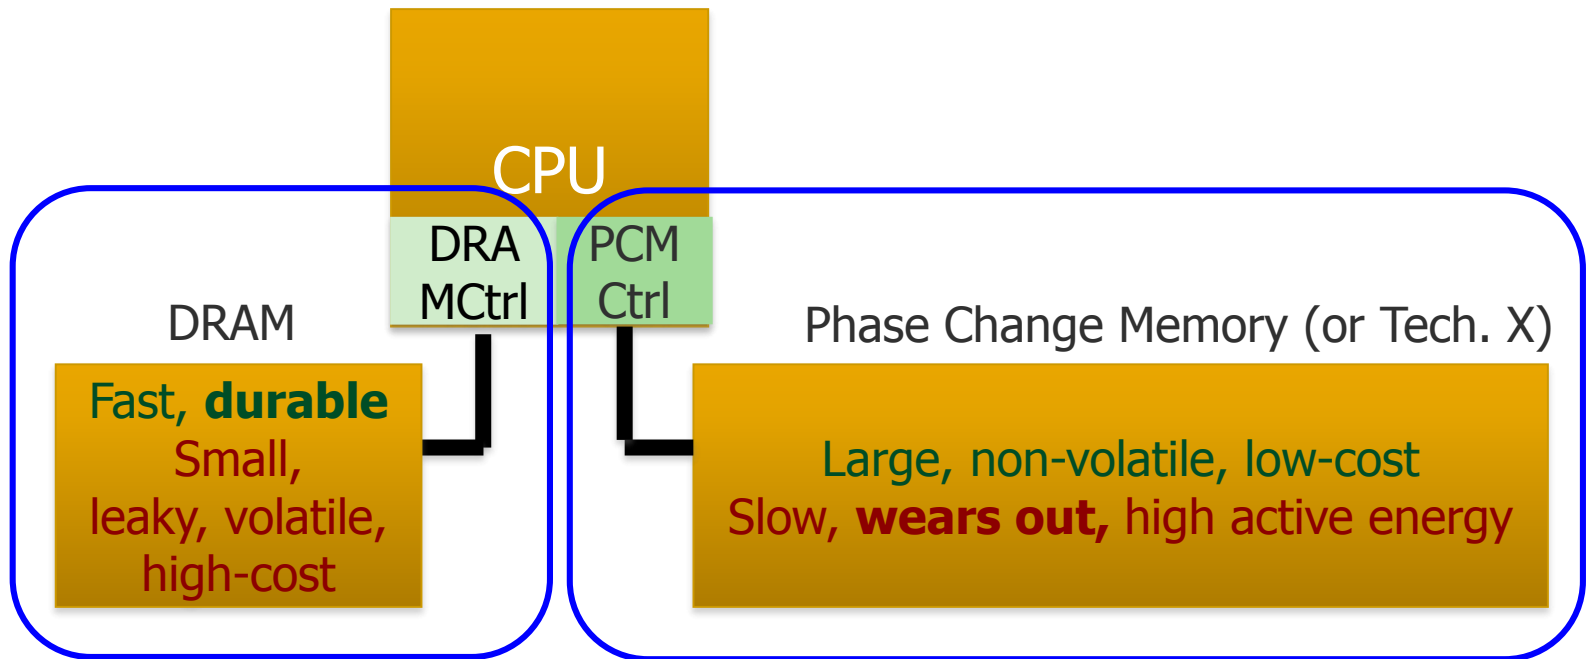 CPU
DRA
MCtrl
PCM
Ctrl
DRAM
Fast, durable
Small,
leaky, volatile,
high-cost
Phase Change Memory (or Tech. X)
Large, non-volatile, low-cost
Slow, wears out, high active energy